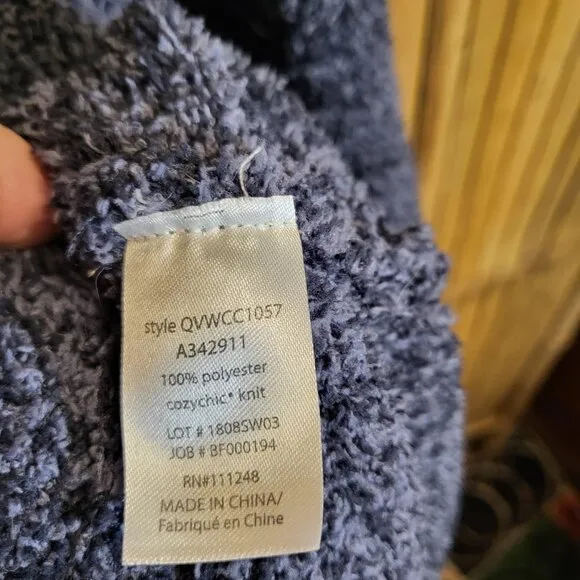 style QVWCC1057
A342911
100% polyester
cozychic® knit
LOT # 1808SW03
JOB # BF000194
RN#111248
MADE IN CHINA/
Fabriqué en Chine